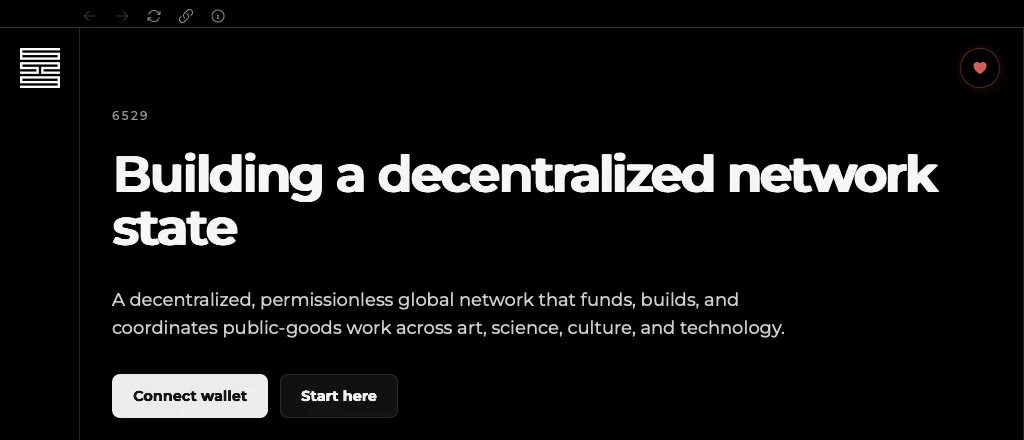 6529
Building a decentralized network
state
A decentralized, permissionless global network that funds, builds, and
coordinates public-goods work across art, science, culture, and technology.
Connect wallet
Start here